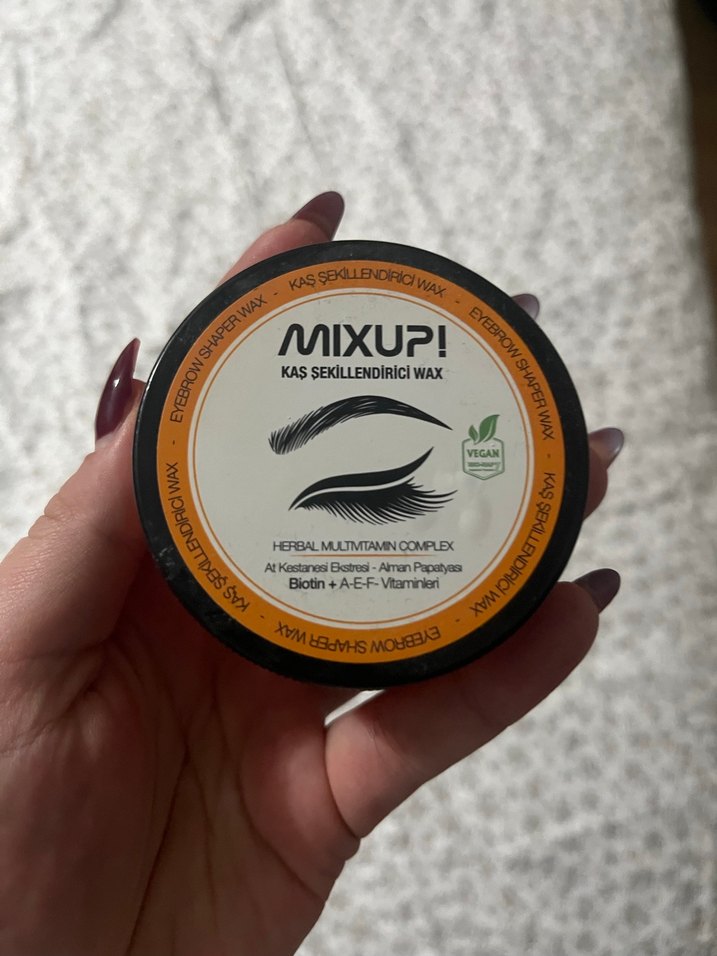 KAŞ ŞEKİLLENDİRİCİ WAX - EYEBROW SHAPER WAX - KAŞ ŞEKİLLENDİRİCİ WAX - EYEBROW SHAPER WAX - KAŞ ŞEKİLLENDİRİCİ WAX - EYEBROW SHAPER WAX -
MIXUP!
KAŞ ŞEKİLLENDİRİCİ WAX
VEGAN
HERBAL MULTIVITAMIN COMPLEX
At Kestanesi Ekstresi - Alman Papatyası
Biotin + A-E-F- Vitaminleri